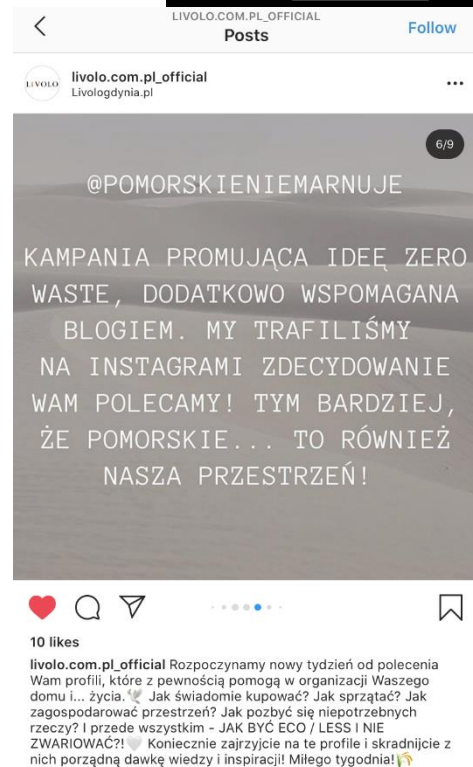 LIVOLO.COM.PL_OFFICIAL
Posts
Follow
LIVOLO
livolo.com.pl_official
Livologdynia.pl
6/9
@POMORSKIENIEMARNUJE
KAMPANIA PROMUJĄCA IDEĘ ZERO
WASTE, DODATKOWO WSPOMAGANA
BLOGIEM. MY TRAFILIŚMY
NA INSTAGRAMI ZDECYDOWANIE
WAM POLECAMY! TYM BARDZIEJ,
ŻE POMORSKIE... TO RÓWNIEŻ
NASZA PRZESTRZEŃ!
10 likes
livolo.com.pl_official Rozpoczynamy nowy tydzień od polecenia
Wam profili, które z pewnością pomogą w organizacji Waszego
domu i... życia.🕊 Jak świadomie kupować? Jak sprzątać? Jak
zagospodarować przestrzeń? Jak pozbyć się niepotrzebnych
rzeczy? I przede wszystkim - JAK BYĆ ECO / LESS I NIE
ZWARIOWAĆ?!🤍 Koniecznie zajrzyjcie na te profile i skradnijcie z
nich porządną dawkę wiedzy i inspiracji! Miłego tygodnia!🌾